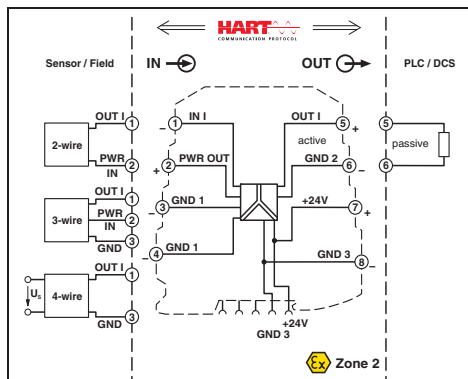 HART
COMMUNICATION PROTOCOL
Sensor / Field
IN
OUT
PLC / DCS
2-wire
OUT I 1
PWR IN 2
3-wire
OUT I 1
PWR IN 2
GND 3
Us
4-wire
OUT I 1
GND 3
1 IN I
–
2 PWR OUT
+
3 GND 1
–
4 GND 1
–
OUT I 5
+
active
GND 2 6
–
+24V 7
+
GND 3 8
–
+24V
GND 3
5
passive
6
Ex Zone 2